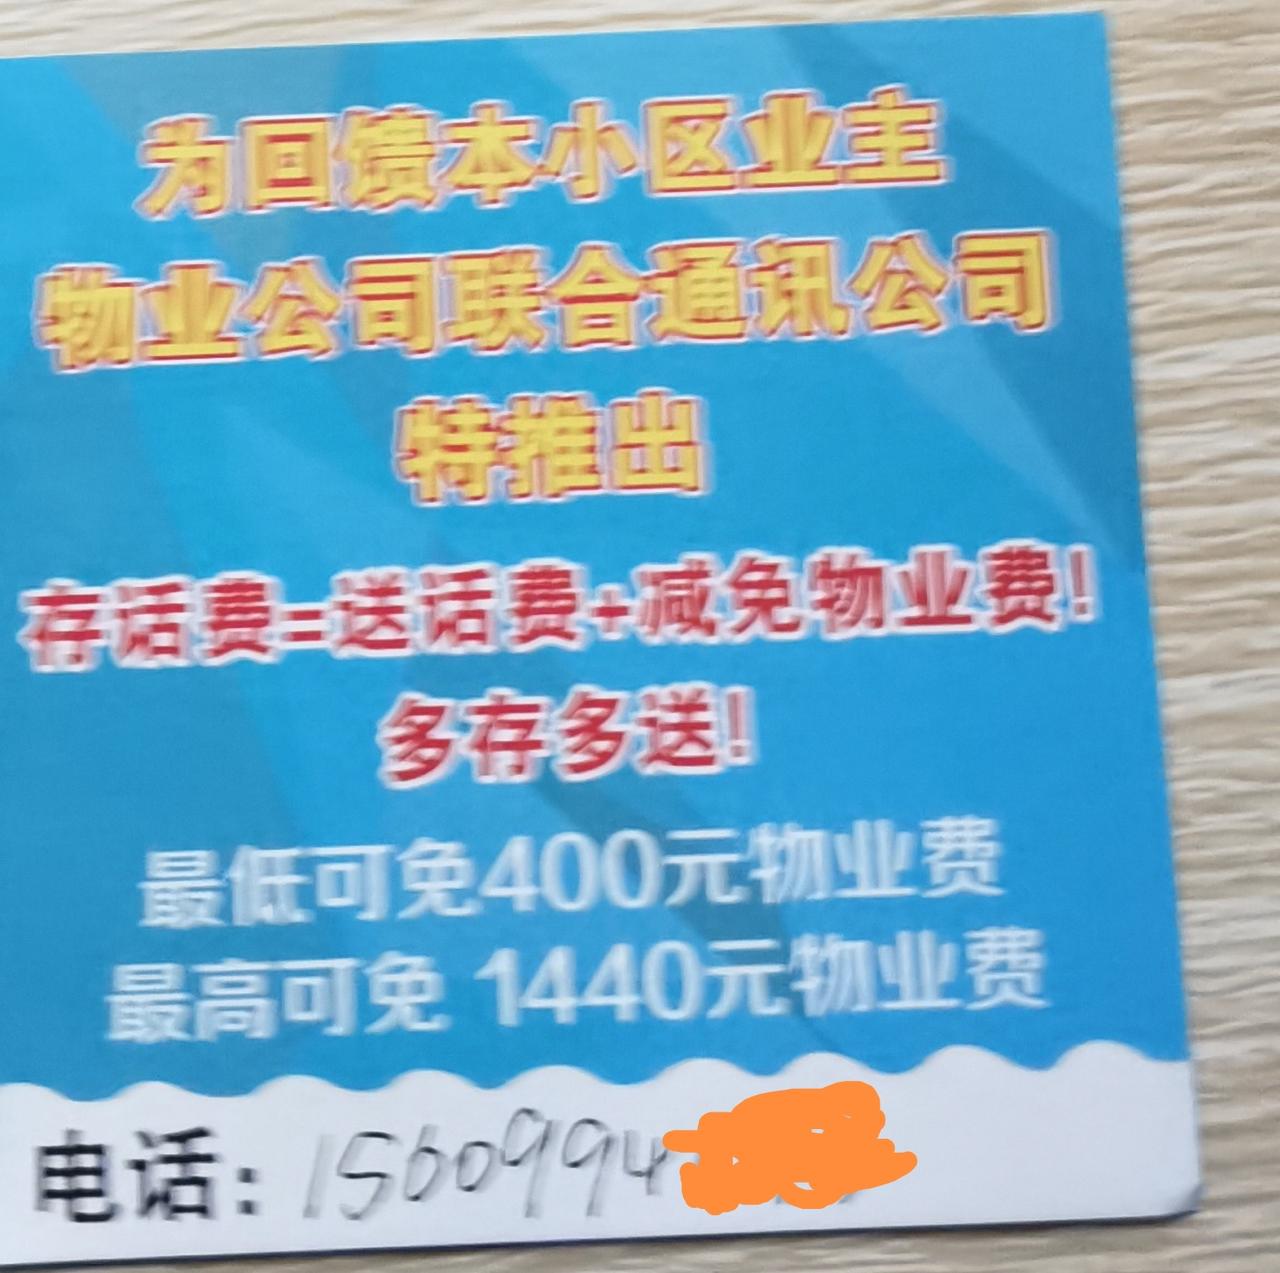 为回馈本小区业主
物业公司联合通讯公司
特推出
存话费=送话费+减免物业费!
多存多送!
最低可免400元物业费
最高可免1440元物业费
电话:1560994